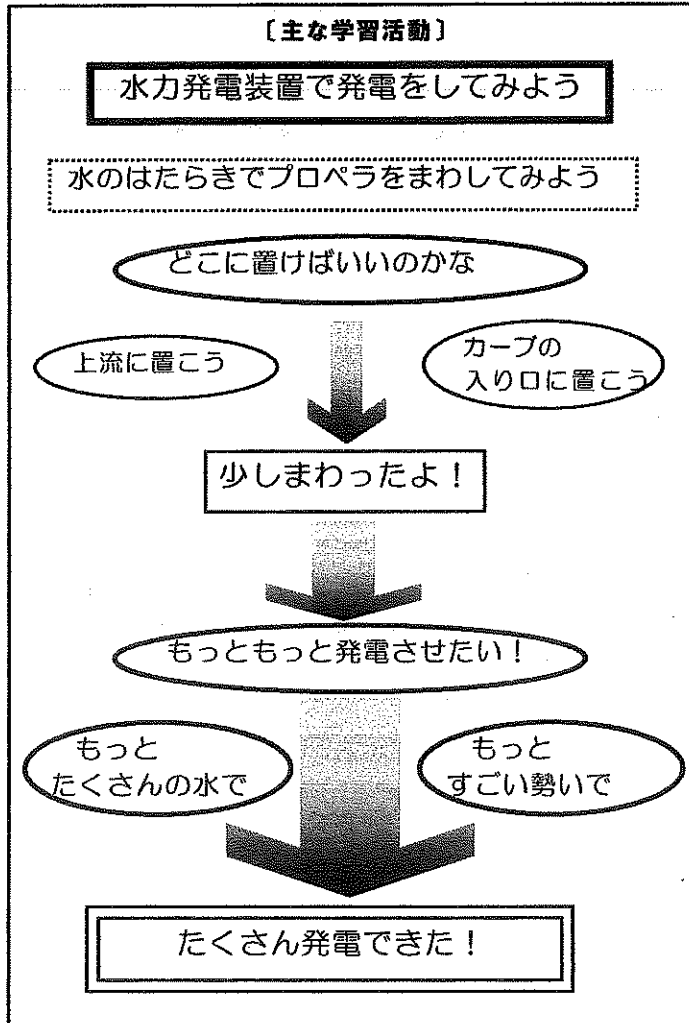 〔主な学習活動〕
水力発電装置で発電をしてみよう
水のはたらきでプロペラをまわしてみよう
どこに置けばいいのかな
上流に置こう
カーブの
入り口に置こう
少しまわったよ！
もっともっと発電させたい！
もっと
たくさんの水で
もっと
すごい勢いで
たくさん発電できた！